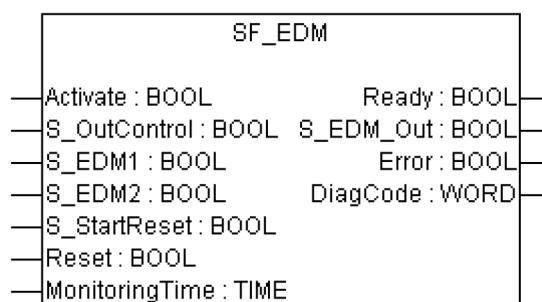 SF_EDM
Activate : BOOL Ready : BOOL
S_OutControl : BOOL S_EDM_Out : BOOL
S_EDM1 : BOOL Error : BOOL
S_EDM2 : BOOL DiagCode : WORD
S_StartReset : BOOL
Reset : BOOL
MonitoringTime : TIME